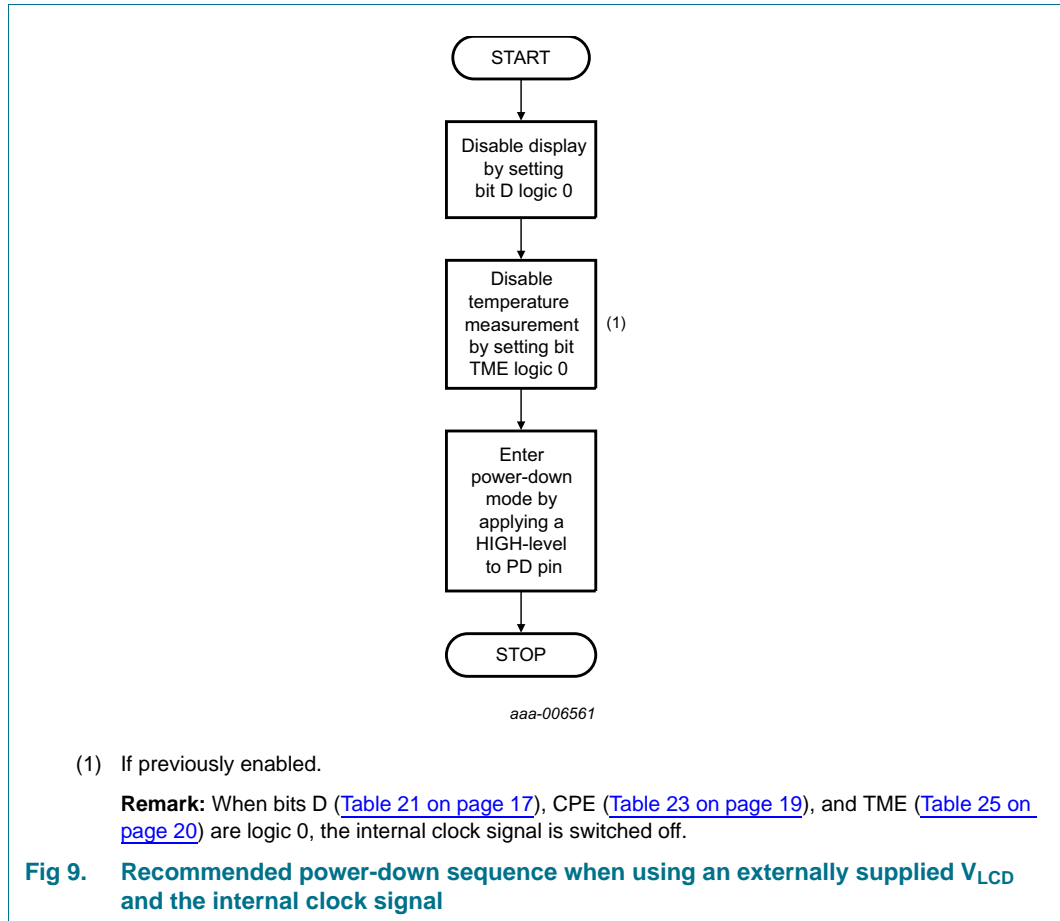 START
Disable display
by setting
bit D logic 0
Disable
temperature
measurement
by setting bit
TME logic 0
(1)
Enter
power-down
mode by
applying a
HIGH-level
to PD pin
STOP
aaa-006561
(1) If previously enabled.
Remark: When bits D (Table 21 on page 17), CPE (Table 23 on page 19), and TME (Table 25 on
page 20) are logic 0, the internal clock signal is switched off.
Fig 9. Recommended power-down sequence when using an externally supplied VLCD
and the internal clock signal